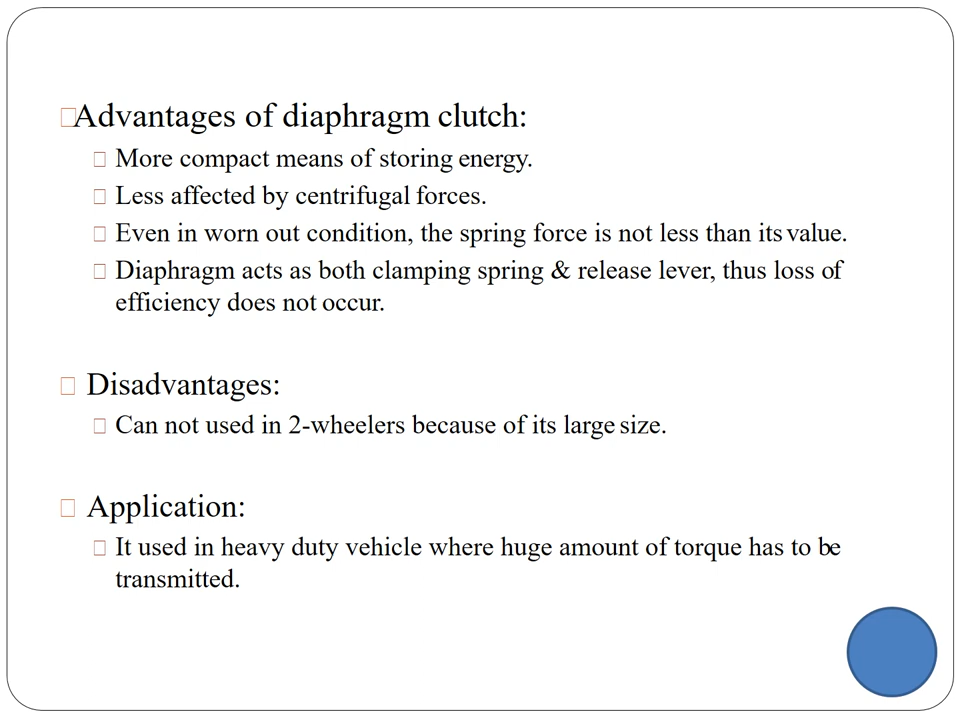 Advantages of diaphragm clutch:
More compact means of storing energy.
Less affected by centrifugal forces.
Even in worn out condition, the spring force is not less than its value.
Diaphragm acts as both clamping spring & release lever, thus loss of
efficiency does not occur.
Disadvantages:
Can not used in 2-wheelers because of its large size.
Application:
It used in heavy duty vehicle where huge amount of torque has to be
transmitted.